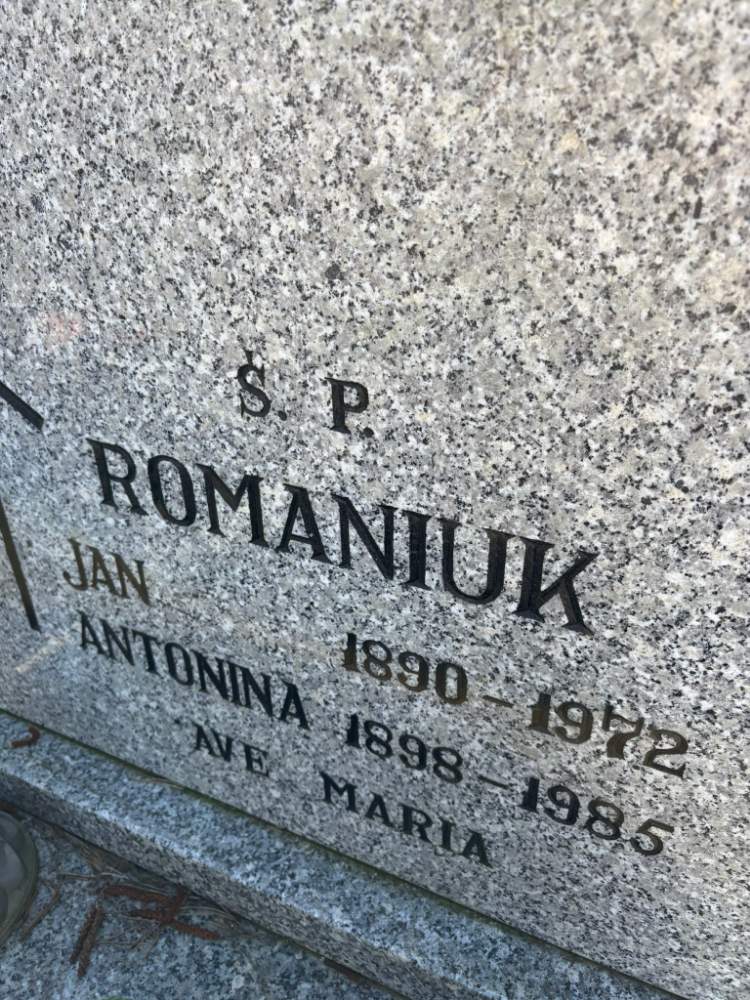 Ś. P.
ROMANIUK
JAN 1890 – 1972
ANTONINA 1898 – 1985
AVE MARIA